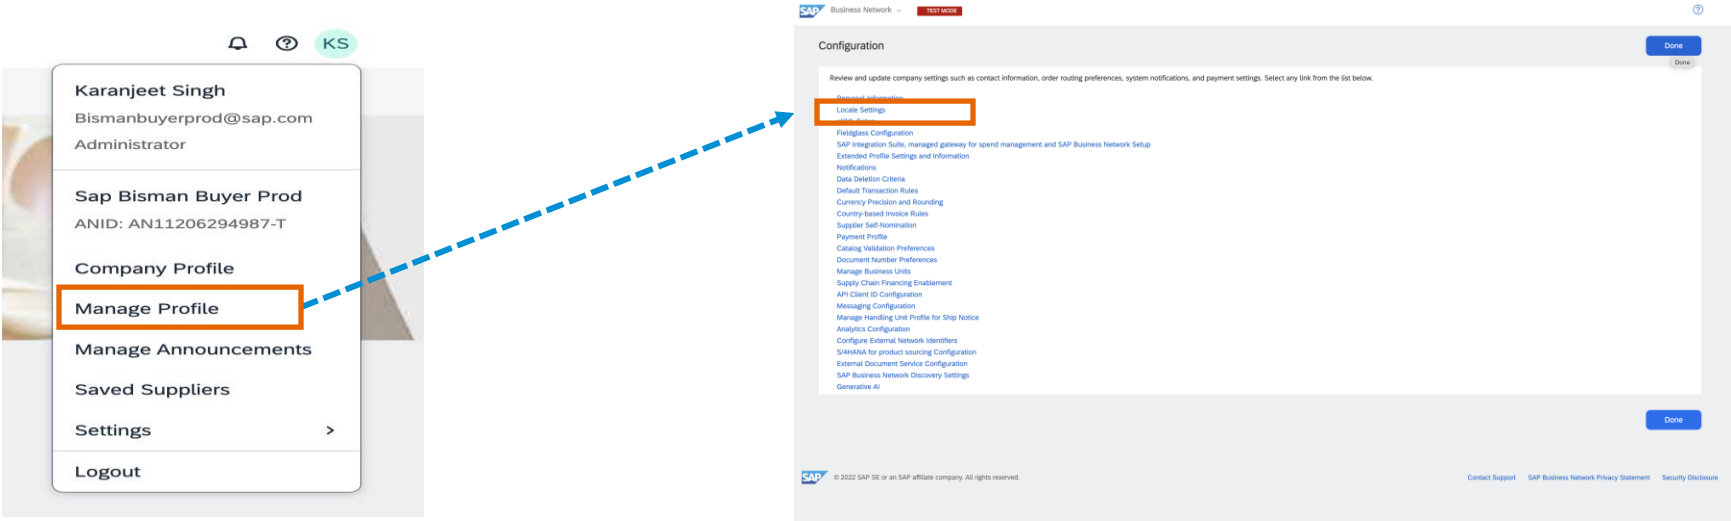 KS
Karanjeet Singh
Bismanbuyerprod@sap.com
Administrator
Sap Bisman Buyer Prod
ANID: AN11206294987-T
Company Profile
Manage Profile
Manage Announcements
Saved Suppliers
Settings
Logout
SAP Business Network TEST MODE
Configuration
Done
Done
Review and update company settings such as contact information, order routing preferences, system notifications, and payment settings. Select any link from the list below.
Personal Information
Locale Settings
cXML Setup
Fieldglass Configuration
SAP Integration Suite, managed gateway for spend management and SAP Business Network Setup
Extended Profile Settings and Information
Notifications
Data Deletion Criteria
Default Transaction Rules
Currency Precision and Rounding
Country-based Invoice Rules
Supplier Self-Nomination
Payment Profile
Catalog Validation Preferences
Document Number Preferences
Manage Business Units
Supply Chain Financing Enablement
API Client ID Configuration
Messaging Configuration
Manage Handling Unit Profile for Ship Notice
Analytics Configuration
Configure External Network Identifiers
S/4HANA for product sourcing Configuration
External Document Service Configuration
SAP Business Network Discovery Settings
Generative AI
Done
SAP © 2022 SAP SE or an SAP affiliate company. All rights reserved.
Contact Support SAP Business Network Privacy Statement Security Disclosure